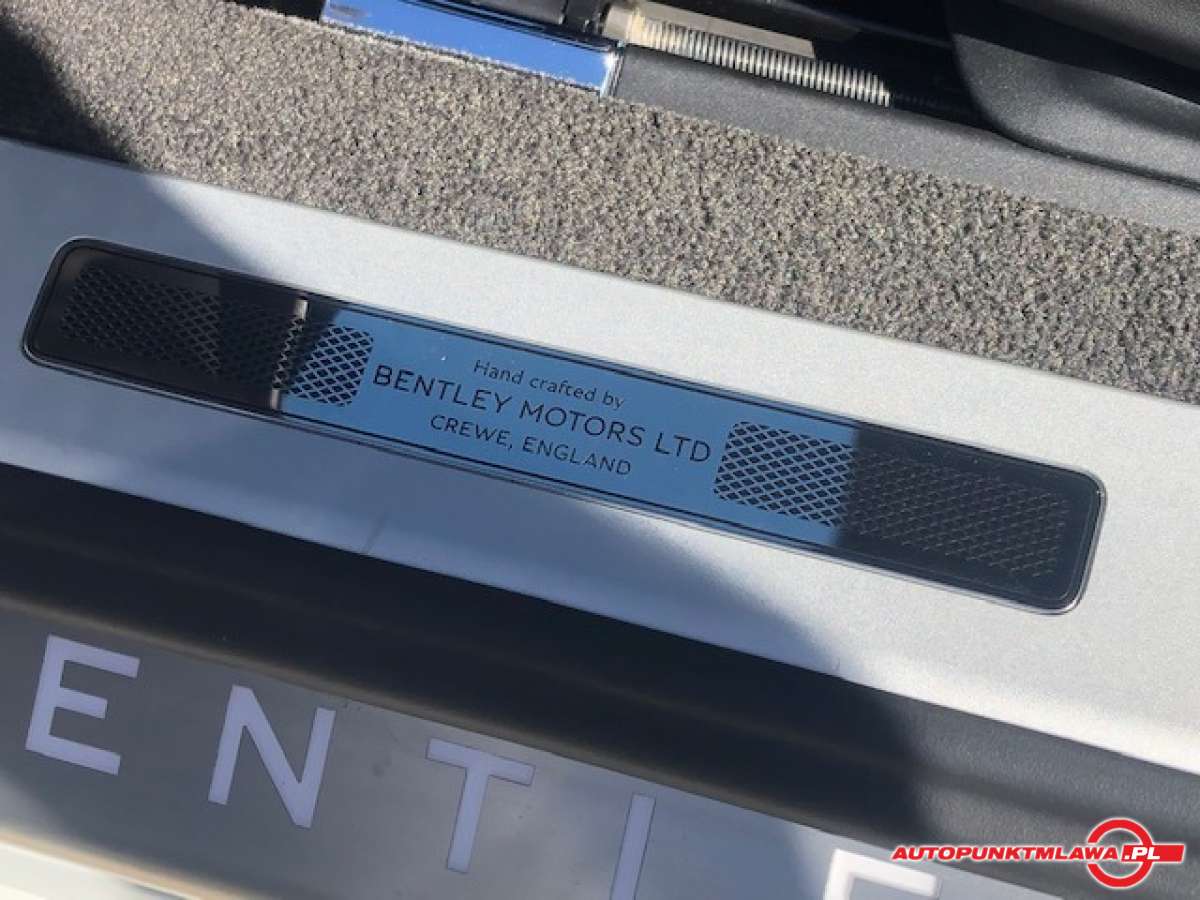 Hand crafted by
BENTLEY MOTORS LTD
CREWE, ENGLAND
ENTLE
AUTOPUNKTMLAWA.PL